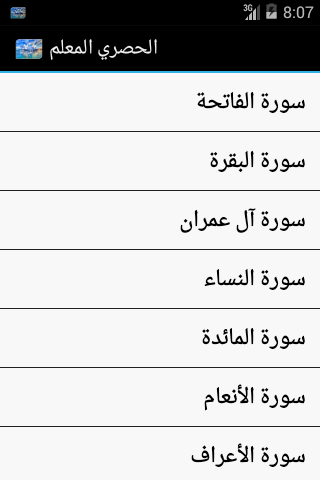 3G 8:07
الحصري المعلم
سورة الفاتحة
سورة البقرة
سورة آل عمران
سورة النساء
سورة المائدة
سورة الأنعام
سورة الأعراف